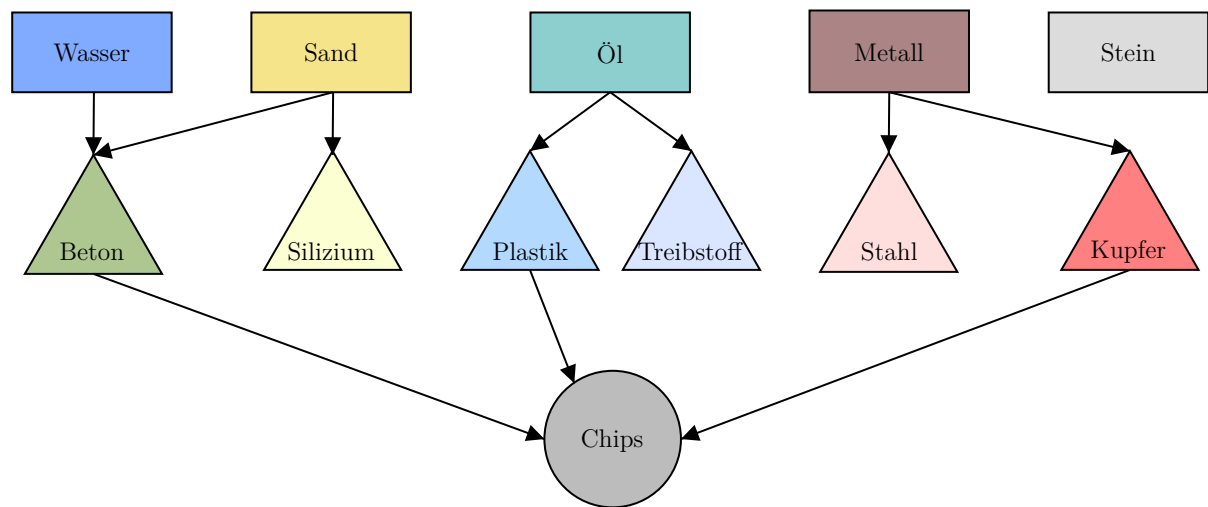 Wasser
Sand
Öl
Metall
Stein
Beton
Silizium
Plastik
Treibstoff
Stahl
Kupfer
Chips